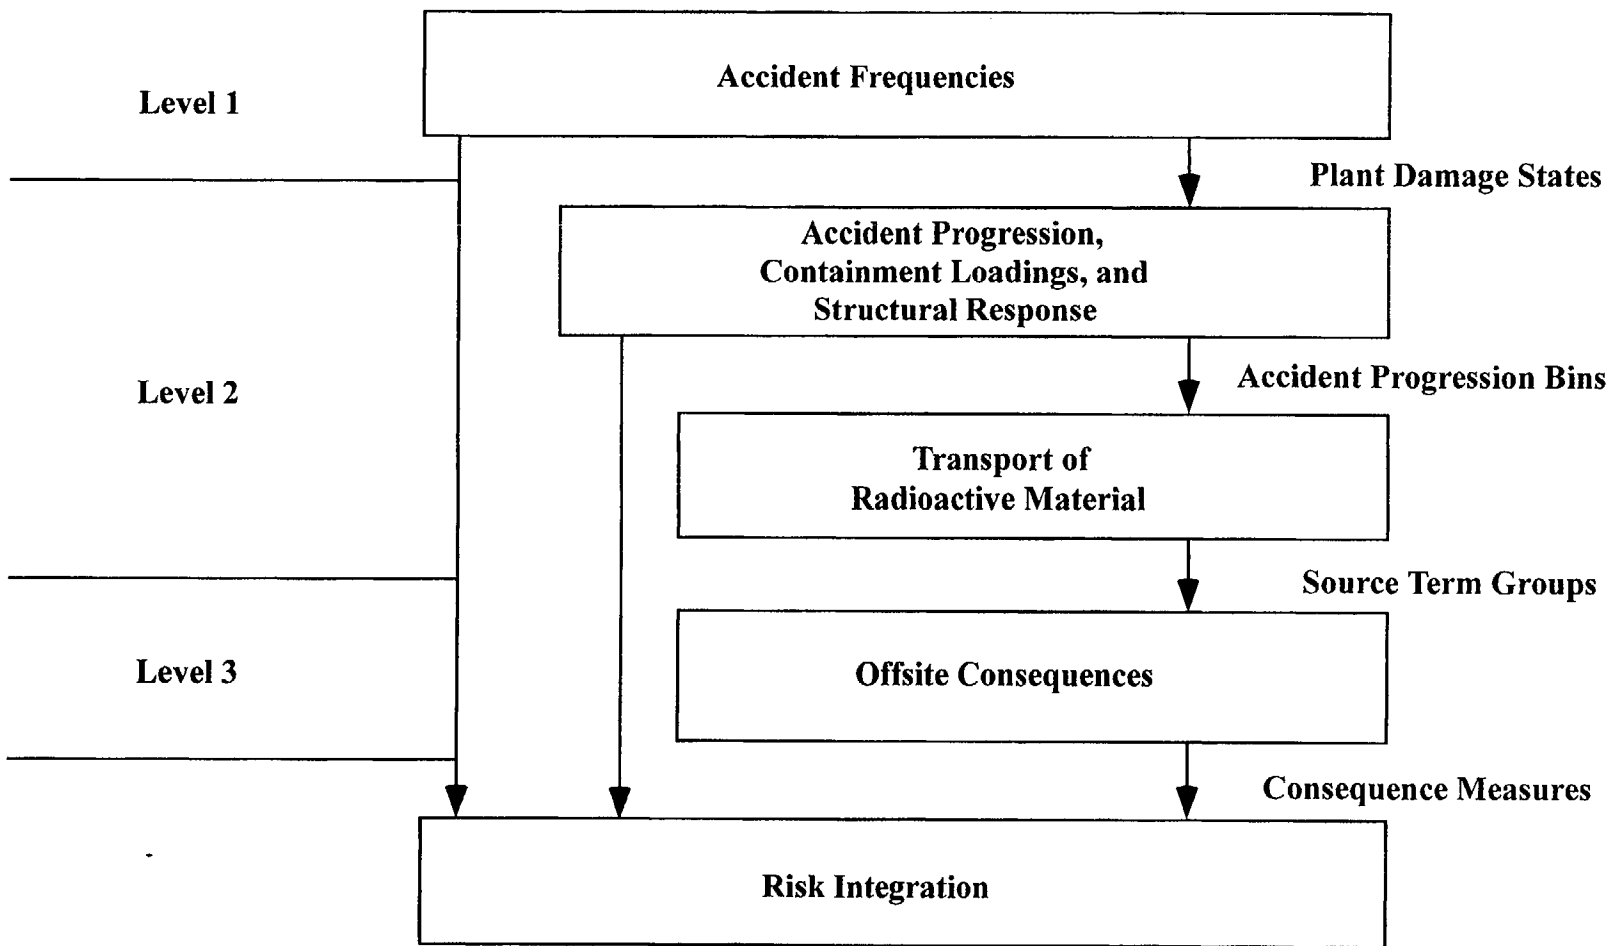 Accident Frequencies
Level 1
Plant Damage States
Accident Progression,
Containment Loadings, and
Structural Response
Level 2
Accident Progression Bins
Transport of
Radioactive Material
Source Term Groups
Level 3
Offsite Consequences
Consequence Measures
Risk Integration